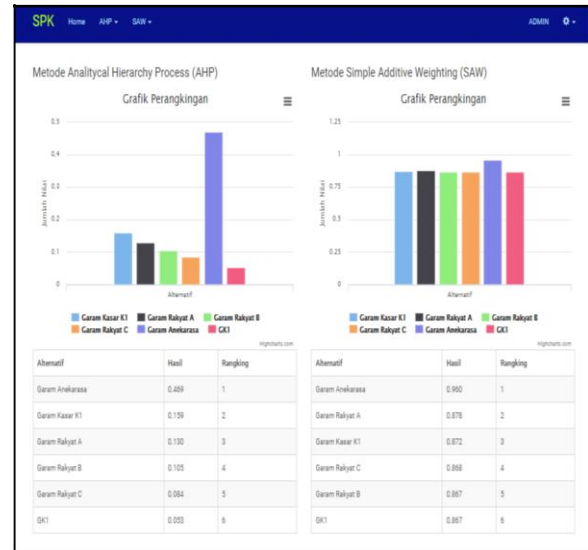 SPK Home AHP SAW ADMIN
Metode Analitycal Hierarchy Process (AHP)
Grafik Perangkingan
0.5
0.4
0.3
0.2
0.1
0
Jumlah Nilai
Alternatif
Garam Kasar K1 Garam Rakyat A Garam Rakyat B
Garam Rakyat C Garam Anekarasa GK1
Highcharts.com
Alternatif Hasil Rangking
Garam Anekarasa 0.469 1
Garam Kasar K1 0.159 2
Garam Rakyat A 0.130 3
Garam Rakyat B 0.105 4
Garam Rakyat C 0.084 5
GK1 0.053 6
Metode Simple Additive Weighting (SAW)
Grafik Perangkingan
1.25
1
0.75
0.5
0.25
0
Jumlah Nilai
Alternatif
Garam Kasar K1 Garam Rakyat A Garam Rakyat B
Garam Rakyat C Garam Anekarasa GK1
Highcharts.com
Alternatif Hasil Rangking
Garam Anekarasa 0.960 1
Garam Rakyat A 0.878 2
Garam Kasar K1 0.872 3
Garam Rakyat C 0.868 4
Garam Rakyat B 0.867 5
GK1 0.867 6